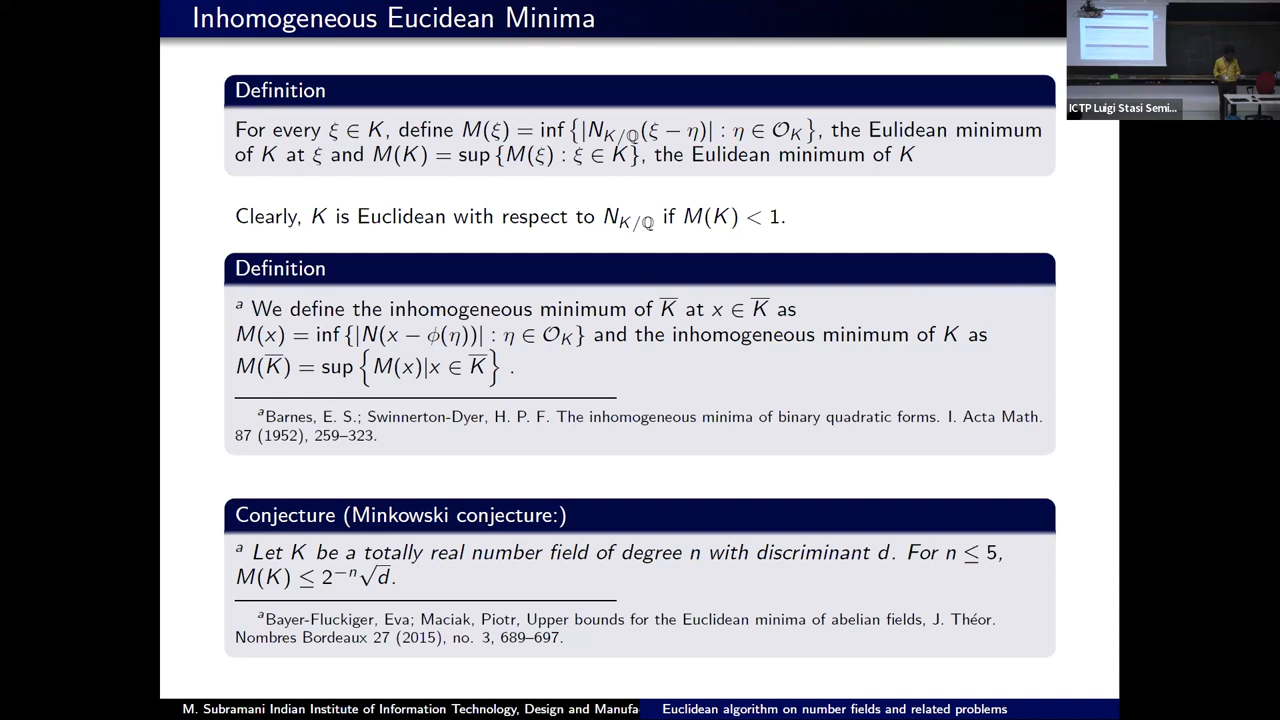 Inhomogeneous Eucidean Minima
Definition
For every ξ ∈ K, define M(ξ) = inf {|N_{K/ℚ}(ξ − η)| : η ∈ O_K}, the Eulidean minimum
of K at ξ and M(K) = sup {M(ξ) : ξ ∈ K}, the Eulidean minimum of K
Clearly, K is Euclidean with respect to N_{K/ℚ} if M(K) < 1.
Definition
ᵃ We define the inhomogeneous minimum of K̅ at x ∈ K̅ as
M(x) = inf {|N(x − ϕ(η))| : η ∈ O_K} and the inhomogeneous minimum of K as
M(K̅) = sup {M(x)|x ∈ K̅} .
ᵃBarnes, E. S.; Swinnerton-Dyer, H. P. F. The inhomogeneous minima of binary quadratic forms. I. Acta Math.
87 (1952), 259–323.
Conjecture (Minkowski conjecture:)
ᵃ Let K be a totally real number field of degree n with discriminant d. For n ≤ 5,
M(K) ≤ 2⁻ⁿ√d.
ᵃBayer-Fluckiger, Eva; Maciak, Piotr, Upper bounds for the Euclidean minima of abelian fields, J. Théor.
Nombres Bordeaux 27 (2015), no. 3, 689–697.
M. Subramani Indian Institute of Information Technology, Design and Manufa
Euclidean algorithm on number fields and related problems
ICTP Luigi Stasi Semi...